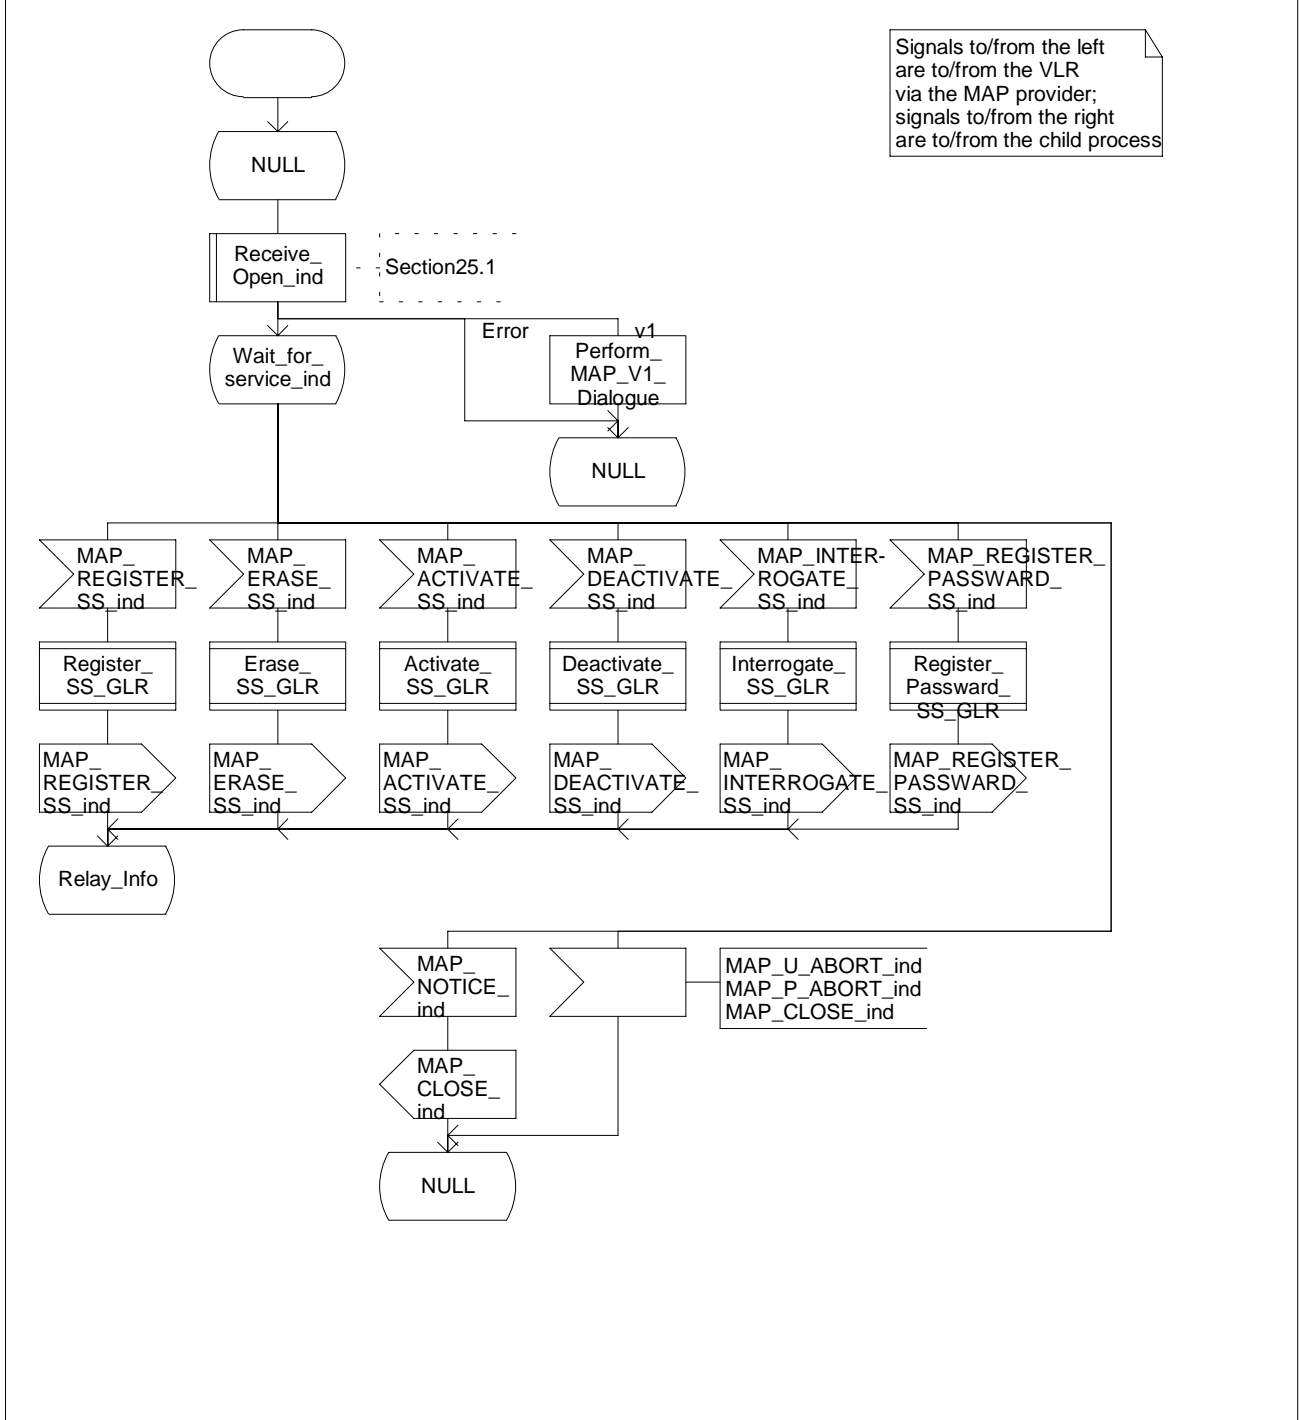 Signals to/from the left
are to/from the VLR
via the MAP provider;
signals to/from the right
are to/from the child process
NULL
Receive_
Open_ind
Section25.1
Error
v1
Wait_for_
service_ind
Perform_
MAP_V1_
Dialogue
NULL
MAP_
REGISTER_
SS_ind
MAP_
ERASE_
SS_ind
MAP_
ACTIVATE_
SS_ind
MAP_
DEACTIVATE_
SS_ind
MAP_INTER-
ROGATE_
SS_ind
MAP_REGISTER_
PASSWARD_
SS_ind
Register_
SS_GLR
Erase_
SS_GLR
Activate_
SS_GLR
Deactivate_
SS_GLR
Interrogate_
SS_GLR
Register_
Passward_
SS_GLR
MAP_
REGISTER_
SS_ind
MAP_
ERASE_
SS_ind
MAP_
ACTIVATE_
SS_ind
MAP_
DEACTIVATE_
SS_ind
MAP_
INTERROGATE_
SS_ind
MAP_REGISTER_
PASSWARD_
SS_ind
Relay_Info
MAP_
NOTICE_
ind
MAP_U_ABORT_ind
MAP_P_ABORT_ind
MAP_CLOSE_ind
MAP_
CLOSE_
ind
NULL